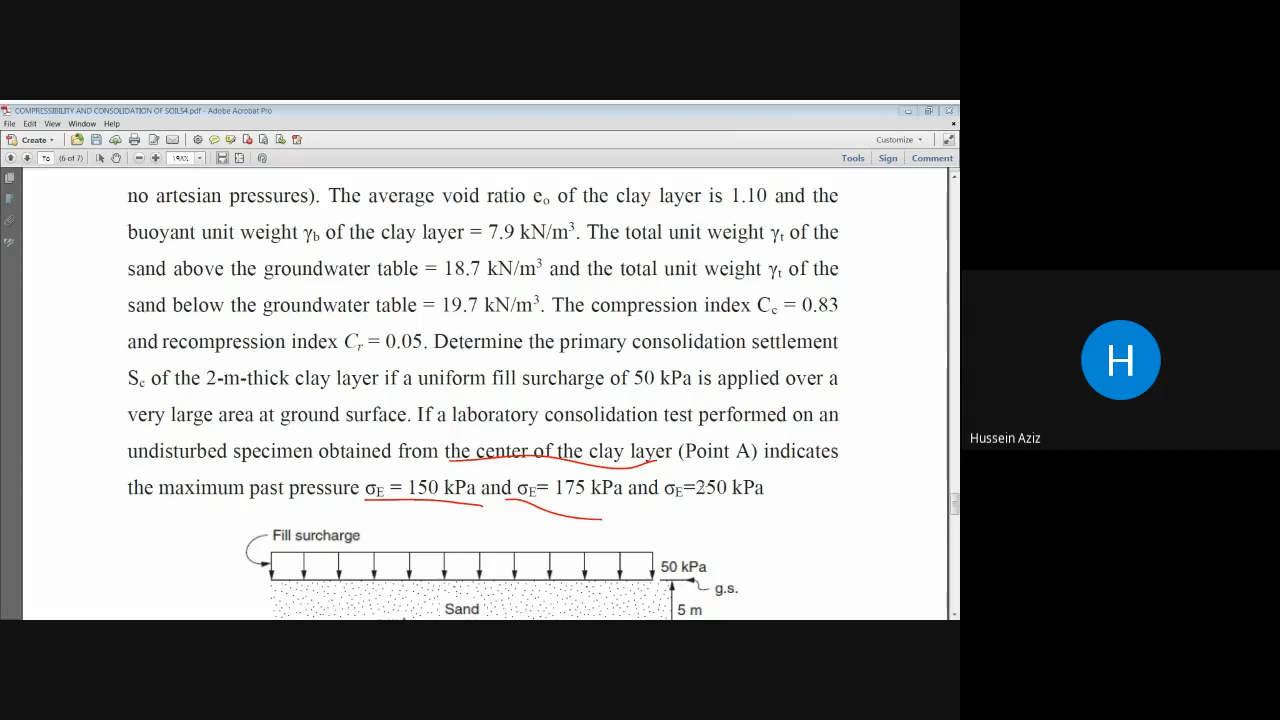 COMPRESSIBILITY AND CONSOLIDATION OF SOILS4.pdf - Adobe Acrobat Pro
File Edit View Window Help
Create Customize
(6 of 7) Tools Sign Comment
no artesian pressures). The average void ratio eₒ of the clay layer is 1.10 and the
buoyant unit weight γb of the clay layer = 7.9 kN/m³. The total unit weight γt of the
sand above the groundwater table = 18.7 kN/m³ and the total unit weight γt of the
sand below the groundwater table = 19.7 kN/m³. The compression index Cc = 0.83
and recompression index Cr = 0.05. Determine the primary consolidation settlement
Sc of the 2-m-thick clay layer if a uniform fill surcharge of 50 kPa is applied over a
very large area at ground surface. If a laboratory consolidation test performed on an
undisturbed specimen obtained from the center of the clay layer (Point A) indicates
the maximum past pressure σE = 150 kPa and σE= 175 kPa and σE=250 kPa
Fill surcharge
50 kPa
g.s.
Sand
5 m
H
Hussein Aziz